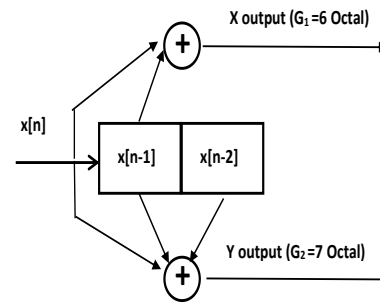 X output (G₁=6 Octal)
+
x[n]
x[n-1]
x[n-2]
Y output (G₂=7 Octal)
+